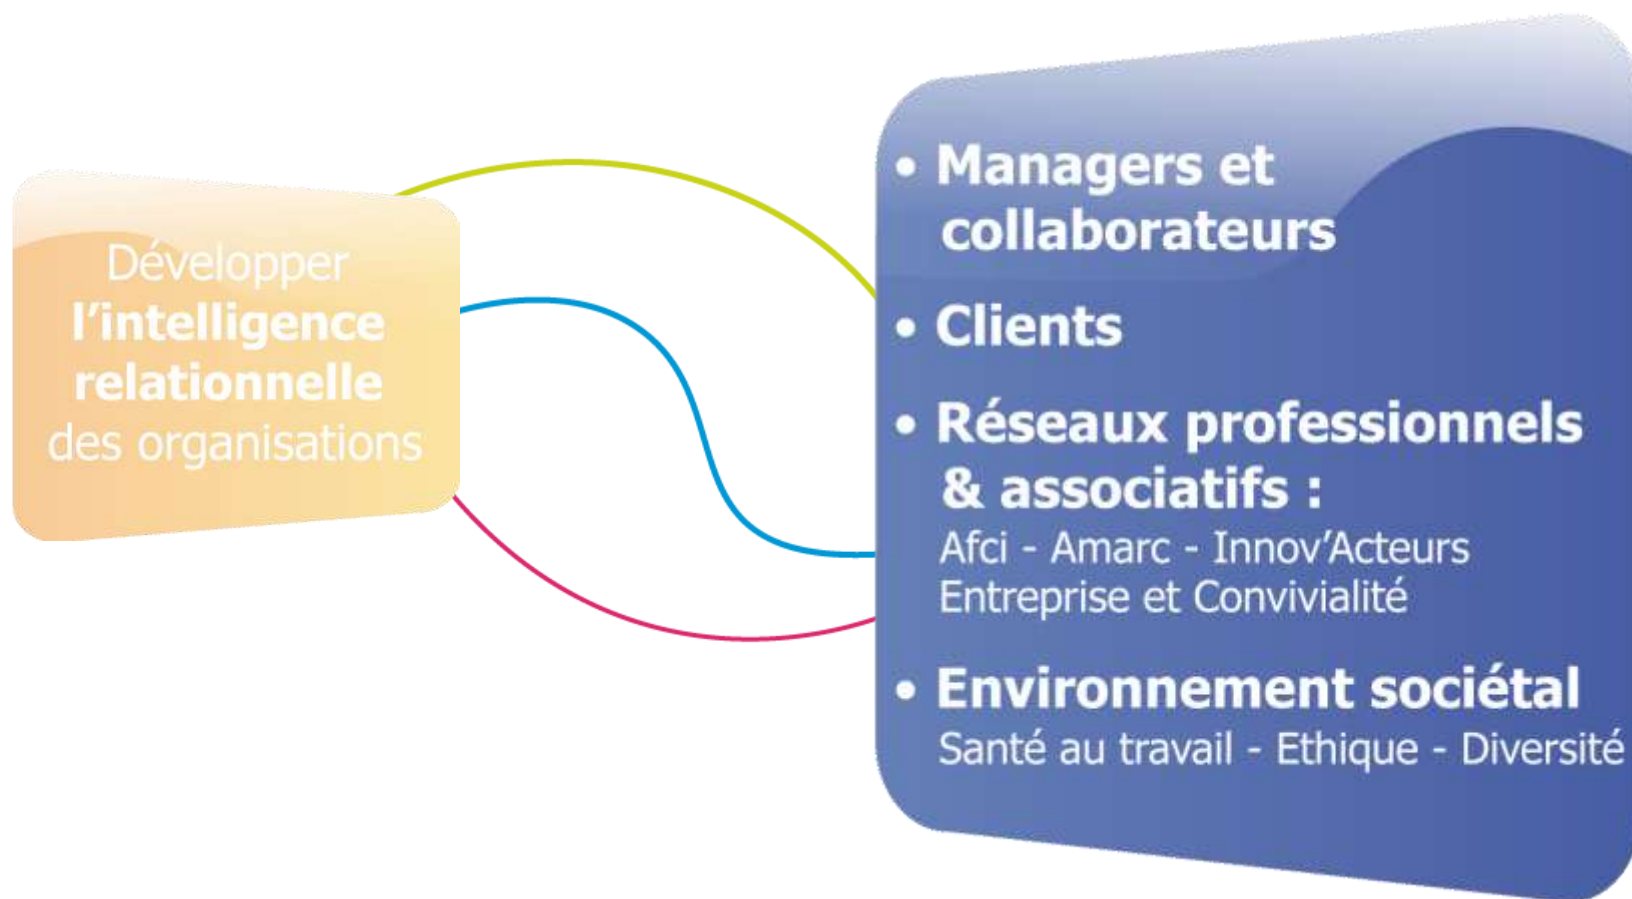 Développer
l'intelligence
relationnelle
des organisations
• Managers et
collaborateurs
• Clients
• Réseaux professionnels
& associatifs :
Afci - Amarc - Innov'Acteurs
Entreprise et Convivialité
• Environnement sociétal
Santé au travail - Ethique - Diversité